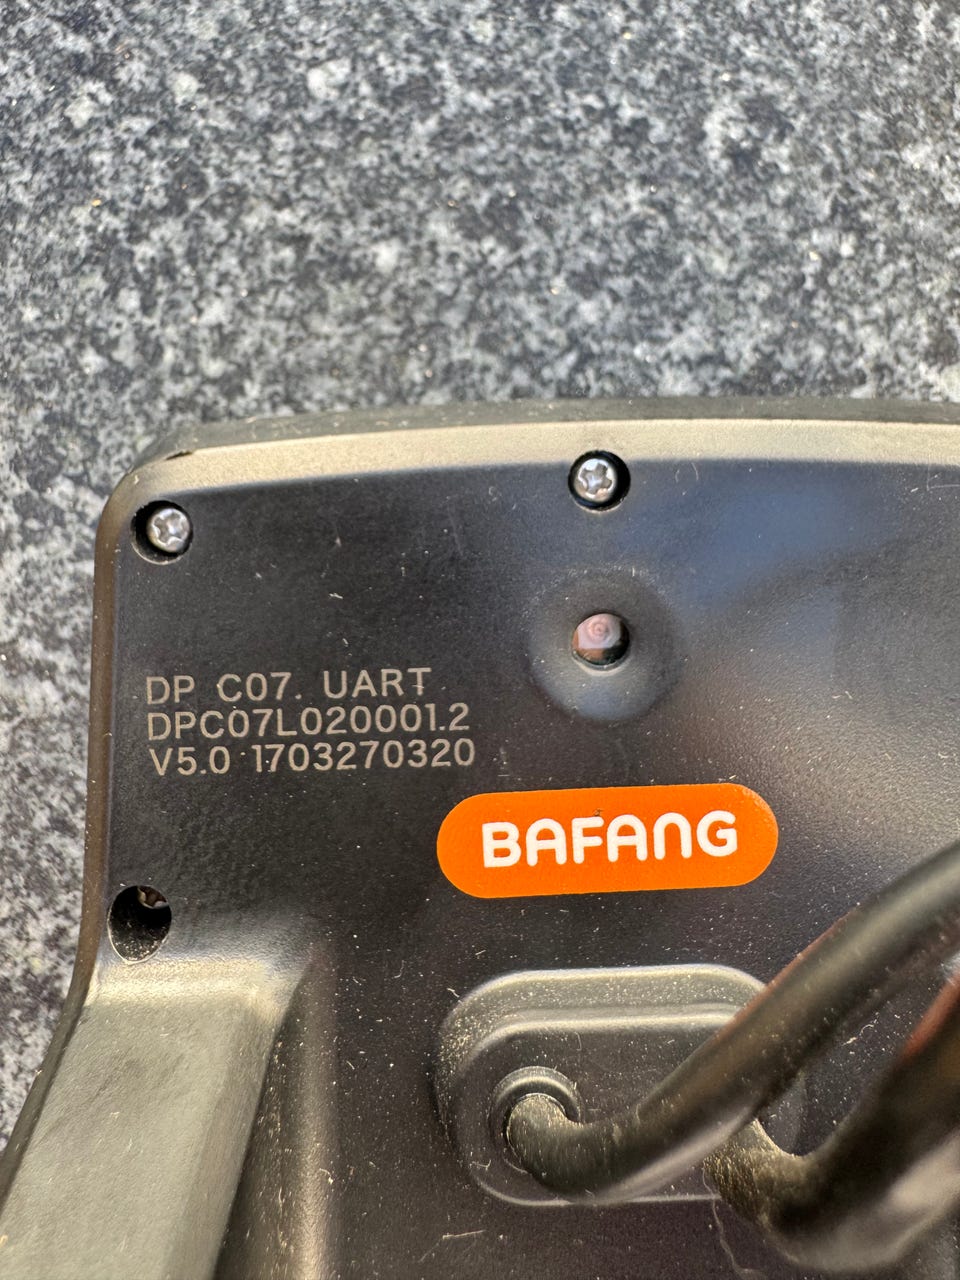 DP C07. UART
DPC07L020001.2
V5.0 1703270320
BAFANG